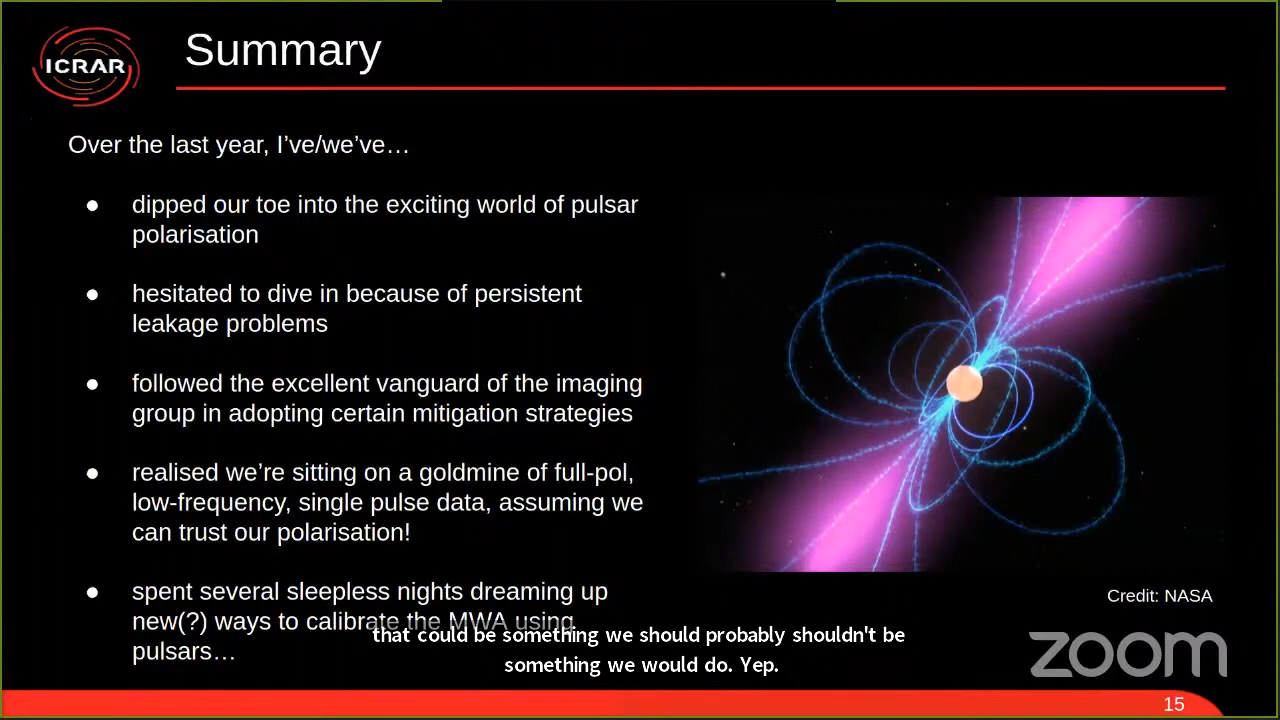 ICRAR
Summary
Over the last year, I’ve/we’ve…
● dipped our toe into the exciting world of pulsar
polarisation
● hesitated to dive in because of persistent
leakage problems
● followed the excellent vanguard of the imaging
group in adopting certain mitigation strategies
● realised we’re sitting on a goldmine of full-pol,
low-frequency, single pulse data, assuming we
can trust our polarisation!
● spent several sleepless nights dreaming up
new(?) ways to calibrate the MWA using
pulsars…
Credit: NASA
that could be something we should probably shouldn't be
something we would do. Yep.
zoom
15